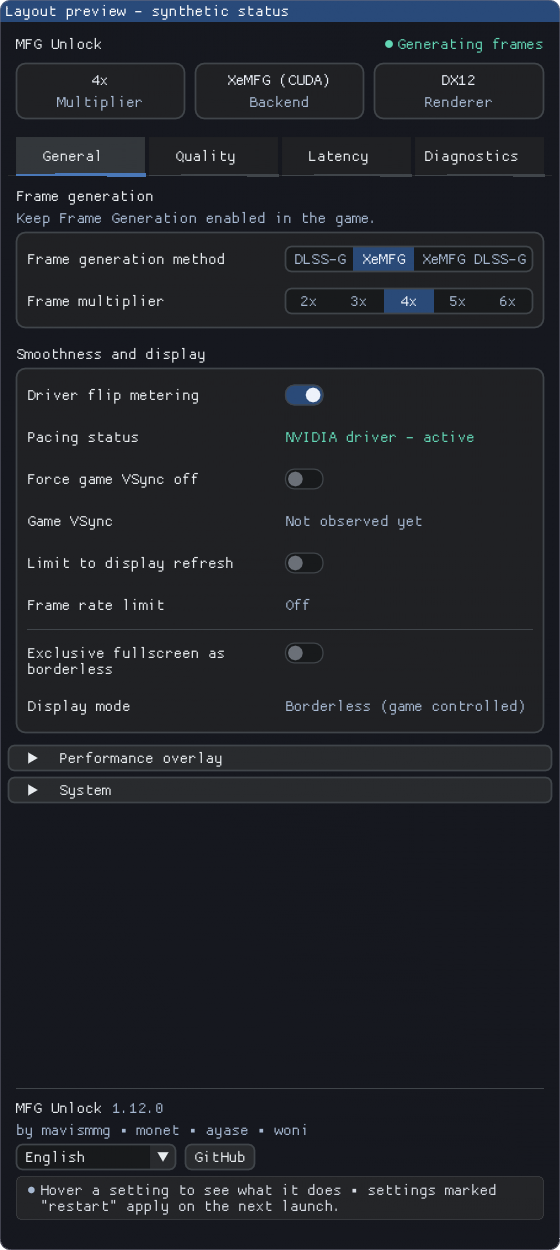 Layout preview - synthetic status
MFG Unlock
Generating frames
4x
Multiplier
XeMFG (CUDA)
Backend
DX12
Renderer
General Quality Latency Diagnostics
Frame generation
Keep Frame Generation enabled in the game.
Frame generation method
DLSS-G XeMFG XeMFG DLSS-G
Frame multiplier
2x 3x 4x 5x 6x
Smoothness and display
Driver flip metering
Pacing status
NVIDIA driver - active
Force game VSync off
Game VSync
Not observed yet
Limit to display refresh
Frame rate limit
Off
Exclusive fullscreen as
borderless
Display mode
Borderless (game controlled)
Performance overlay
System
MFG Unlock 1.12.0
by mavismmg • monet • ayase • woni
English
GitHub
Hover a setting to see what it does • settings marked
"restart" apply on the next launch.